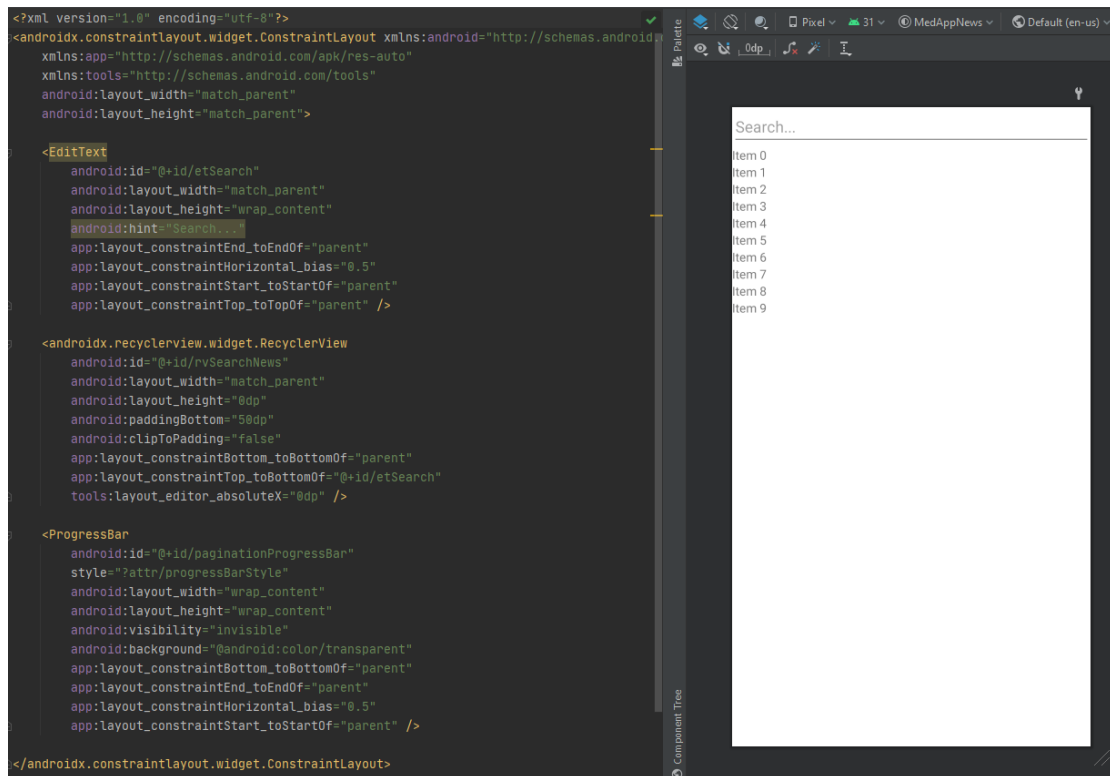 <?xml version="1.0" encoding="utf-8"?>
<androidx.constraintlayout.widget.ConstraintLayout xmlns:android="http://schemas.android.
xmlns:app="http://schemas.android.com/apk/res-auto"
xmlns:tools="http://schemas.android.com/tools"
android:layout_width="match_parent"
android:layout_height="match_parent">
<EditText
android:id="@+id/etSearch"
android:layout_width="match_parent"
android:layout_height="wrap_content"
android:hint="Search..."
app:layout_constraintEnd_toEndOf="parent"
app:layout_constraintHorizontal_bias="0.5"
app:layout_constraintStart_toStartOf="parent"
app:layout_constraintTop_toTopOf="parent" />
<androidx.recyclerview.widget.RecyclerView
android:id="@+id/rvSearchNews"
android:layout_width="match_parent"
android:layout_height="0dp"
android:paddingBottom="50dp"
android:clipToPadding="false"
app:layout_constraintBottom_toBottomOf="parent"
app:layout_constraintTop_toBottomOf="@+id/etSearch"
tools:layout_editor_absoluteX="0dp" />
<ProgressBar
android:id="@+id/paginationProgressBar"
style="?attr/progressBarStyle"
android:layout_width="wrap_content"
android:layout_height="wrap_content"
android:visibility="invisible"
android:background="@android:color/transparent"
app:layout_constraintBottom_toBottomOf="parent"
app:layout_constraintEnd_toEndOf="parent"
app:layout_constraintHorizontal_bias="0.5"
app:layout_constraintStart_toStartOf="parent" />
</androidx.constraintlayout.widget.ConstraintLayout>
Palette
Component Tree
Pixel 31 MedAppNews Default (en-us)
0dp
Search...
Item 0
Item 1
Item 2
Item 3
Item 4
Item 5
Item 6
Item 7
Item 8
Item 9